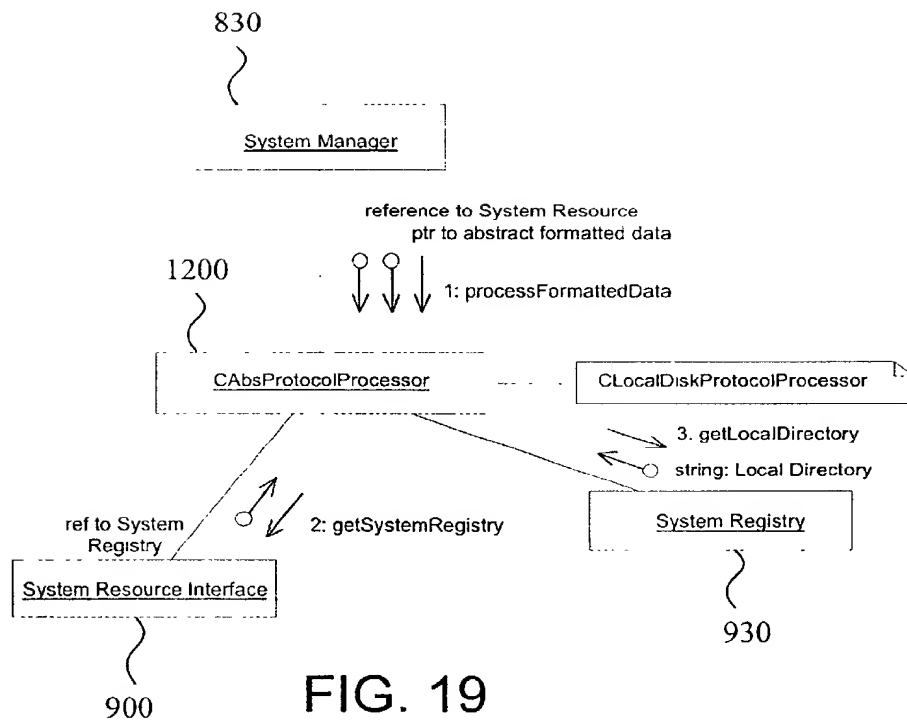 830
System Manager
reference to System Resource
ptr to abstract formatted data
1200
1: processFormattedData
CAbsProtocolProcessor
CLocalDiskProtocolProcessor
3. getLocalDirectory
string: Local Directory
ref to System
Registry
2: getSystemRegistry
System Registry
System Resource Interface
930
900
FIG. 19